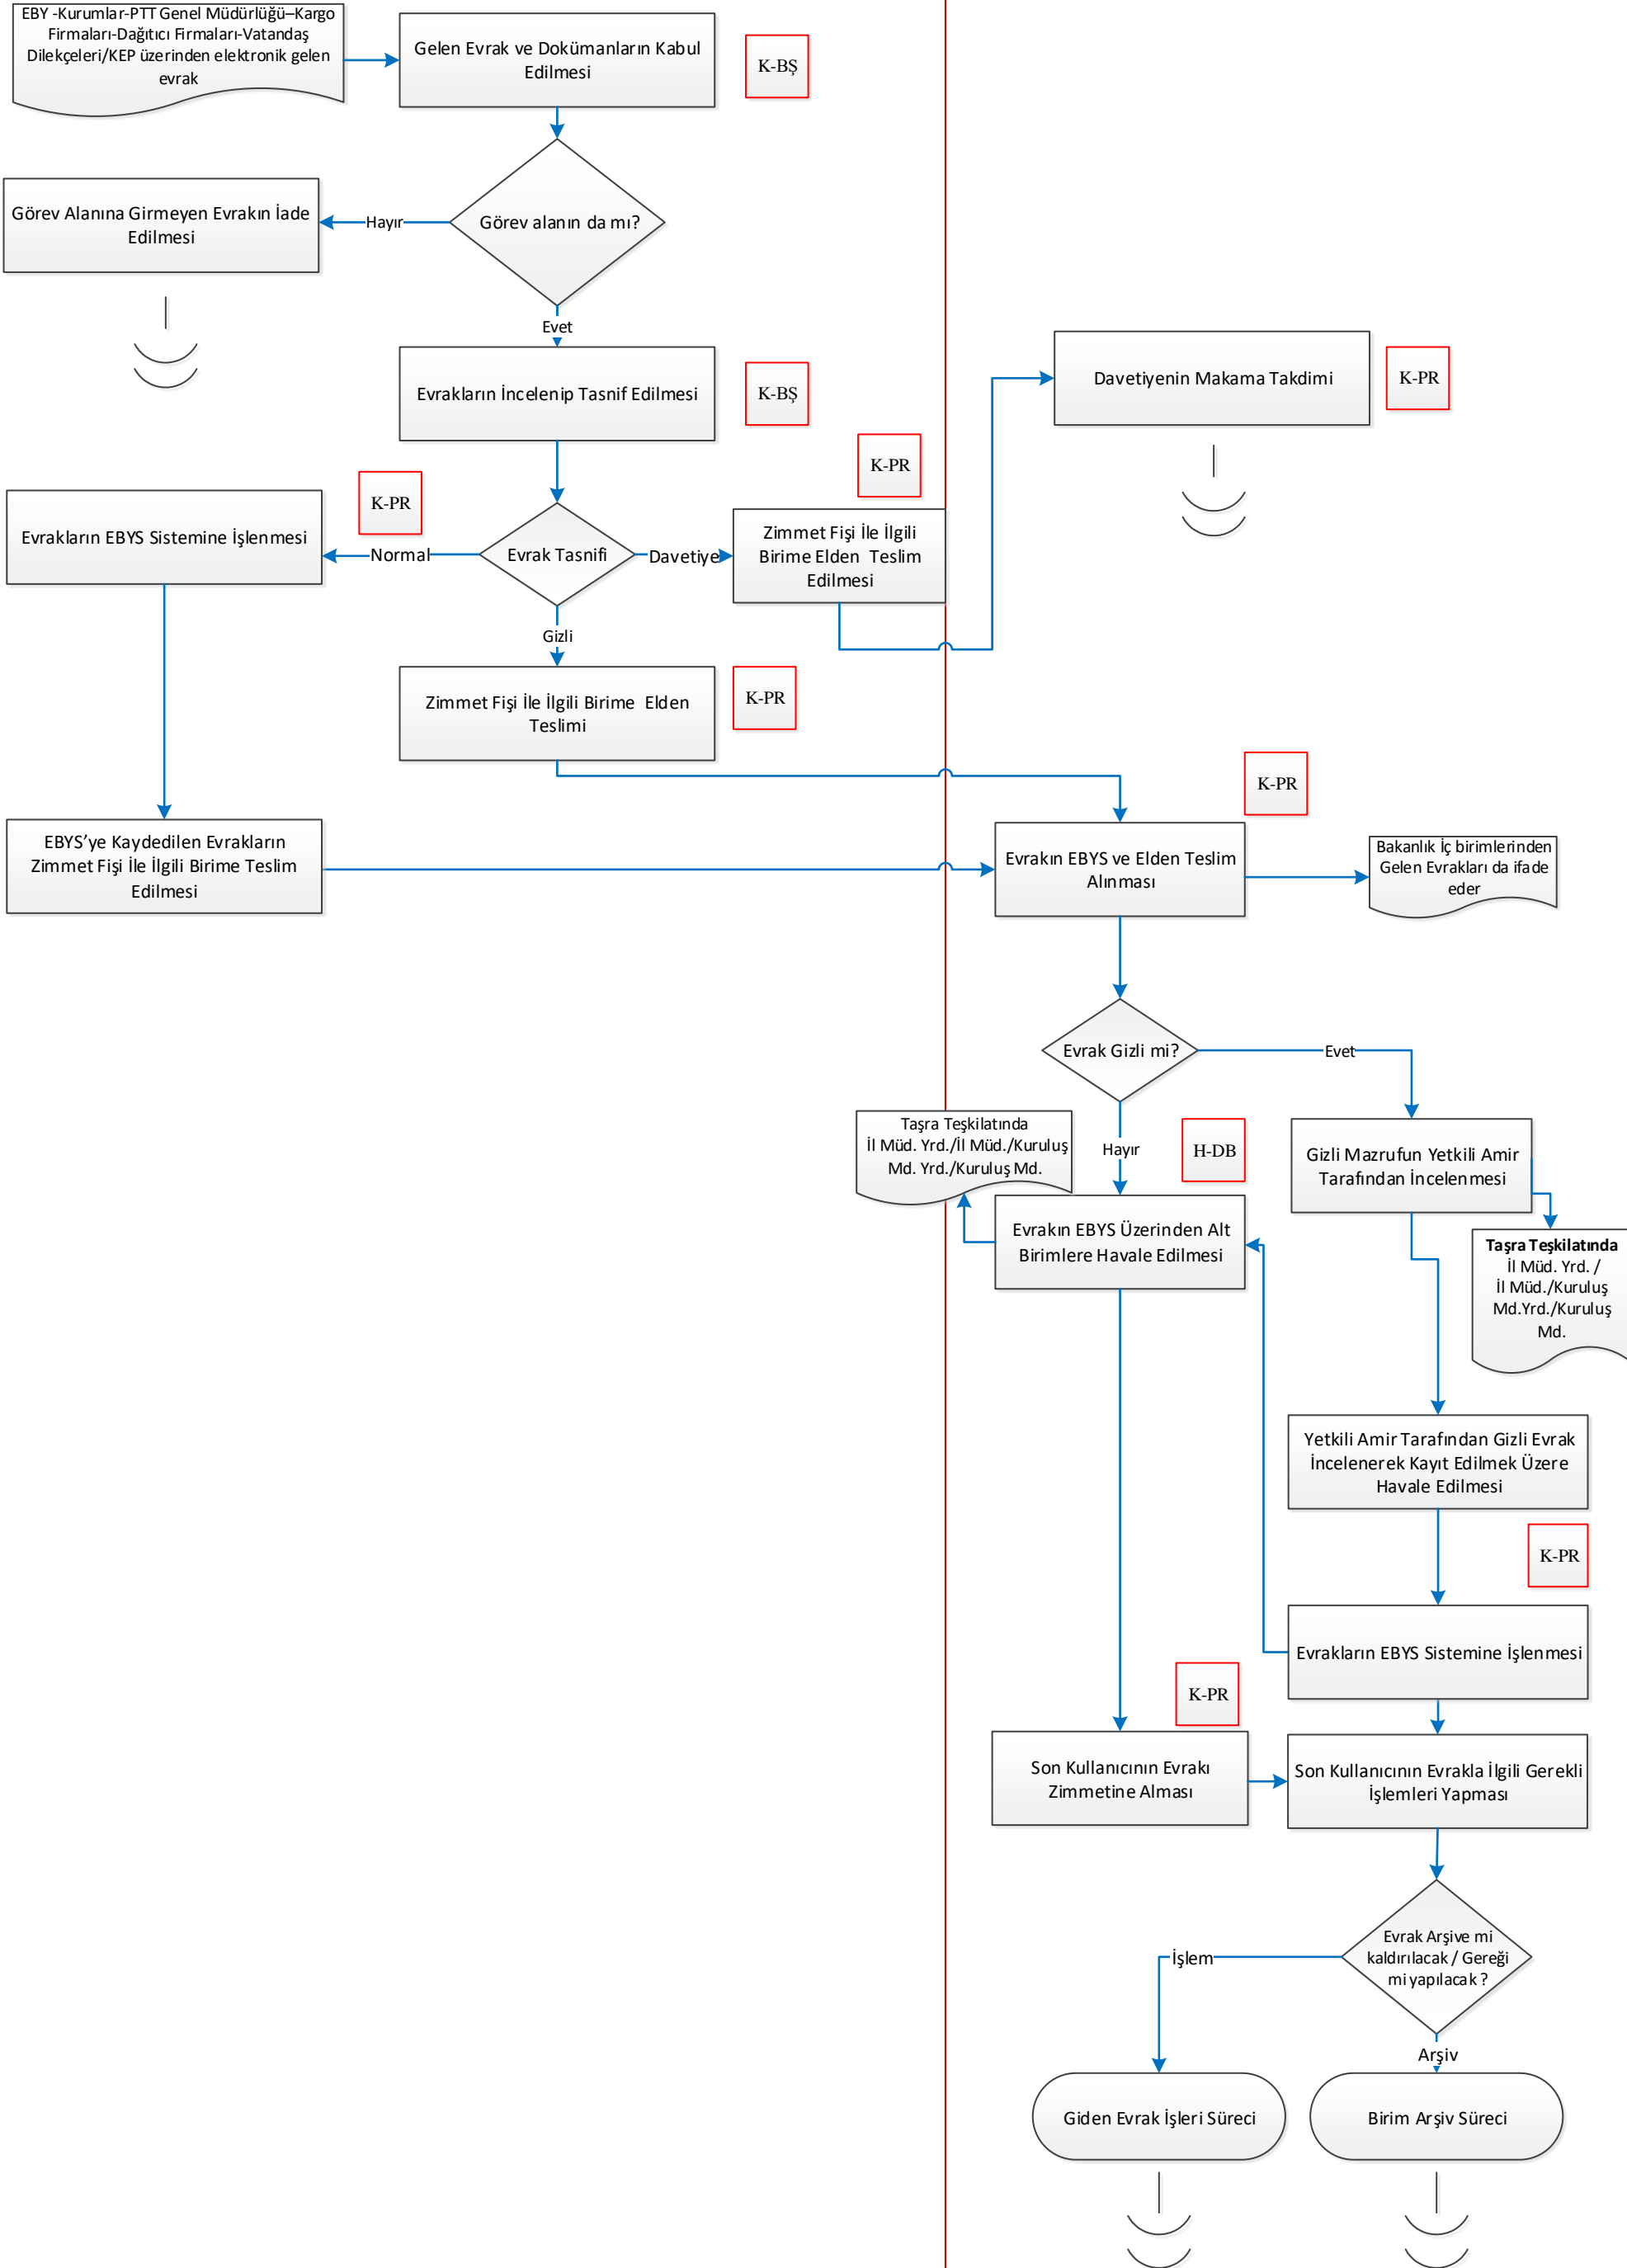 EBY -Kurumlar-PTT Genel Müdürlüğü–Kargo
Firmaları-Dağıtıcı Firmaları-Vatandaş
Dilekçeleri/KEP üzerinden elektronik gelen
evrak
Gelen Evrak ve Dokümanların Kabul
Edilmesi
K-BŞ
Görev Alanına Girmeyen Evrakın İade
Edilmesi
Hayır
Görev alanın da mı?
Evet
Evrakların İncelenip Tasnif Edilmesi
K-BŞ
Davetiyenin Makama Takdimi
K-PR
K-PR
K-PR
Evrakların EBYS Sistemine İşlenmesi
Normal
Evrak Tasnifi
Davetiye
Zimmet Fişi İle İlgili
Birime Elden Teslim
Edilmesi
Gizli
Zimmet Fişi İle İlgili Birime Elden
Teslimi
K-PR
K-PR
EBYS’ye Kaydedilen Evrakların
Zimmet Fişi İle İlgili Birime Teslim
Edilmesi
Evrakın EBYS ve Elden Teslim
Alınması
Bakanlık İç birimlerinden
Gelen Evrakları da ifade
eder
Evrak Gizli mi?
Evet
Taşra Teşkilatında
İl Müd. Yrd./İl Müd./Kuruluş
Md. Yrd./Kuruluş Md.
Hayır
H-DB
Gizli Mazrufun Yetkili Amir
Tarafından İncelenmesi
Evrakın EBYS Üzerinden Alt
Birimlere Havale Edilmesi
Taşra Teşkilatında
İl Müd. Yrd. /
İl Müd./Kuruluş
Md.Yrd./Kuruluş
Md.
Yetkili Amir Tarafından Gizli Evrak
İncelenerek Kayıt Edilmek Üzere
Havale Edilmesi
K-PR
Evrakların EBYS Sistemine İşlenmesi
K-PR
Son Kullanıcının Evrakı
Zimmetine Alması
Son Kullanıcının Evrakla İlgili Gerekli
İşlemleri Yapması
Evrak Arşive mi
kaldırılacak / Gereği
mi yapılacak ?
İşlem
Arşiv
Giden Evrak İşleri Süreci
Birim Arşiv Süreci